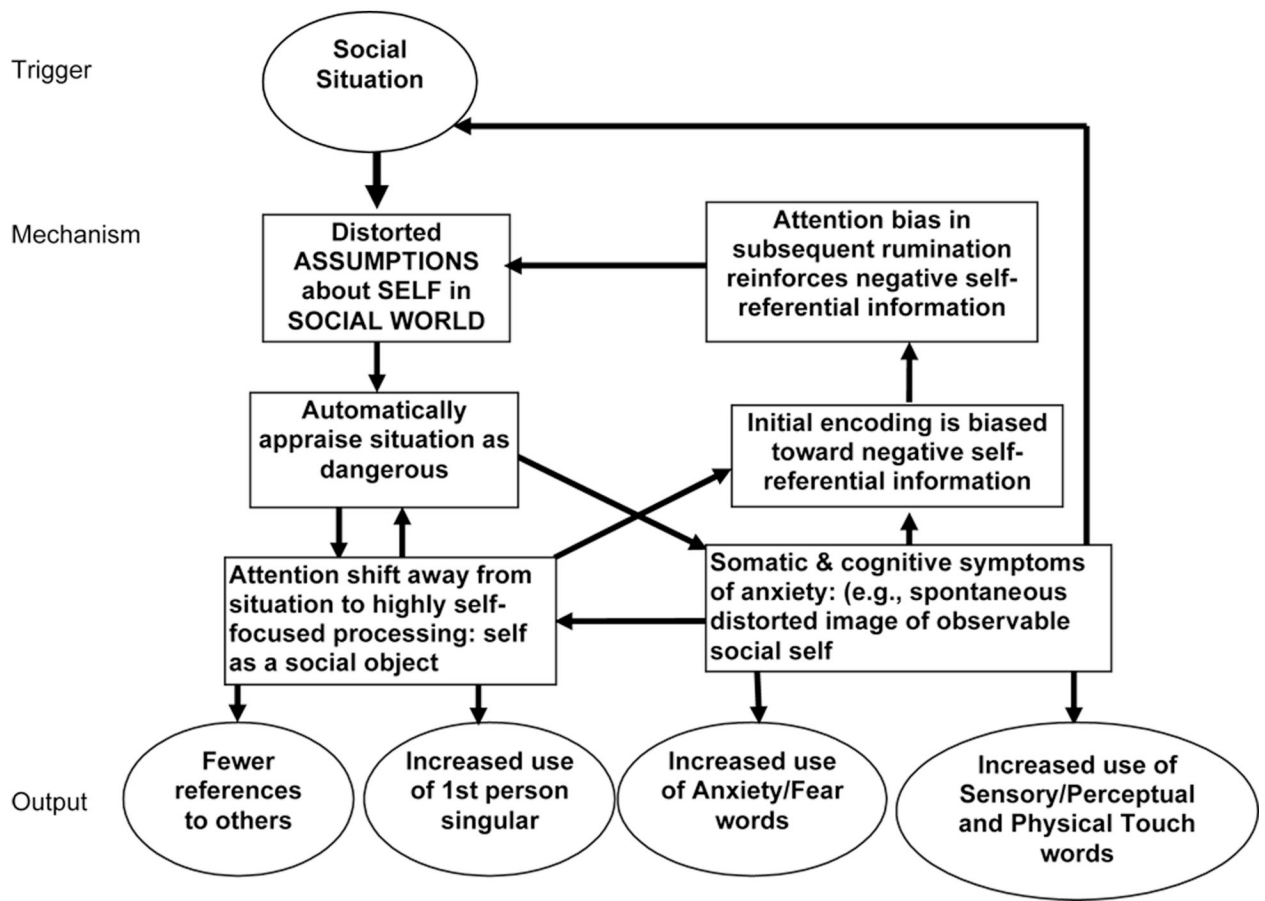 Trigger
Social
Situation
Mechanism
Distorted
ASSUMPTIONS
about SELF in
SOCIAL WORLD
Attention bias in
subsequent rumination
reinforces negative self-
referential information
Automatically
appraise situation as
dangerous
Initial encoding is biased
toward negative self-
referential information
Attention shift away from
situation to highly self-
focused processing: self
as a social object
Somatic & cognitive symptoms
of anxiety: (e.g., spontaneous
distorted image of observable
social self
Output
Fewer
references
to others
Increased use
of 1st person
singular
Increased use
of Anxiety/Fear
words
Increased use of
Sensory/Perceptual
and Physical Touch
words